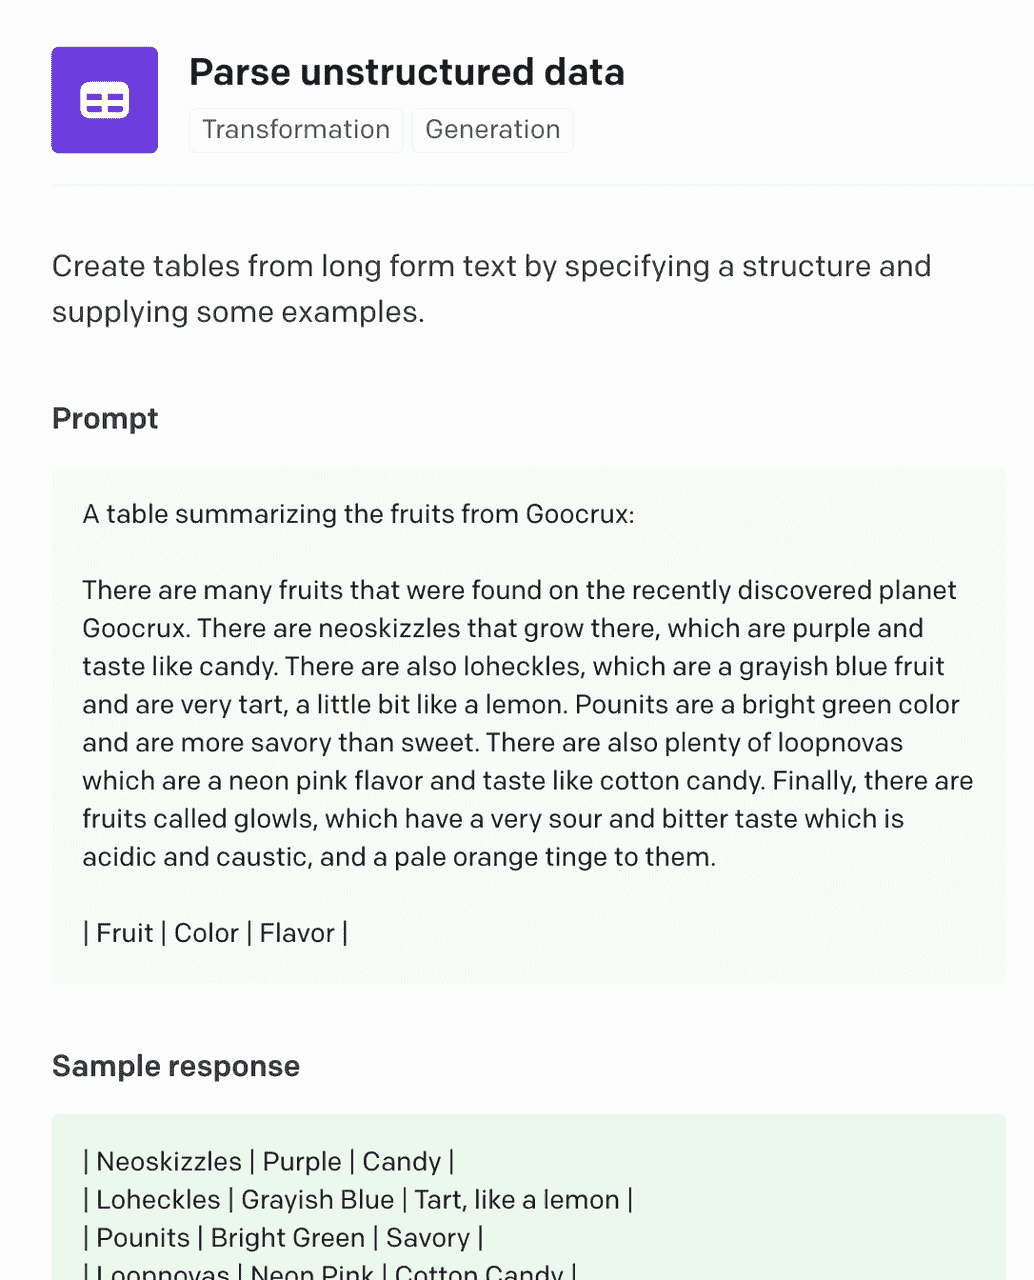 Parse unstructured data
Transformation Generation
Create tables from long form text by specifying a structure and
supplying some examples.
Prompt
A table summarizing the fruits from Goocrux:
There are many fruits that were found on the recently discovered planet
Goocrux. There are neoskizzles that grow there, which are purple and
taste like candy. There are also loheckles, which are a grayish blue fruit
and are very tart, a little bit like a lemon. Pounits are a bright green color
and are more savory than sweet. There are also plenty of loopnovas
which are a neon pink flavor and taste like cotton candy. Finally, there are
fruits called glowls, which have a very sour and bitter taste which is
acidic and caustic, and a pale orange tinge to them.
| Fruit | Color | Flavor |
Sample response
| Neoskizzles | Purple | Candy |
| Loheckles | Grayish Blue | Tart, like a lemon |
| Pounits | Bright Green | Savory |
| Loopnovas | Neon Pink | Cotton Candy |